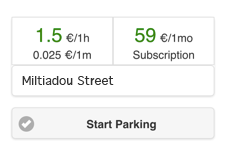 1.5 €/1h 59 €/1mo
0.025 €/1m Subscription
Miltiadou Street
Start Parking